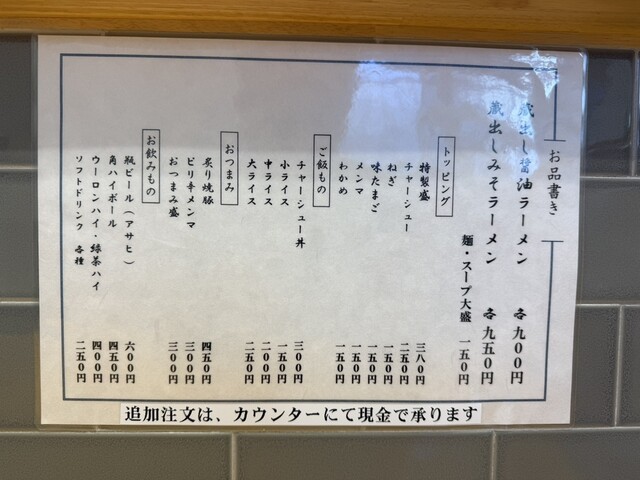 お品書き
蔵出し醤油ラーメン 各九〇〇円
蔵出しみそラーメン 各九五〇円
麺・スープ大盛 一五〇円
トッピング
特製盛 三八〇円
チャーシュー 二五〇円
ねぎ 一五〇円
味たまご 一五〇円
メンマ 一五〇円
わかめ 一五〇円
ご飯もの
チャーシュー丼 三〇〇円
小ライス 一五〇円
中ライス 二〇〇円
大ライス 二五〇円
おつまみ
炙り焼豚 四五〇円
ピリ辛メンマ 三〇〇円
おつまみ盛 三〇〇円
お飲みもの
瓶ビール（アサヒ） 六〇〇円
角ハイボール 四五〇円
ウーロンハイ・緑茶ハイ 四〇〇円
ソフトドリンク 各種 二五〇円
追加注文は、カウンターにて現金で承ります